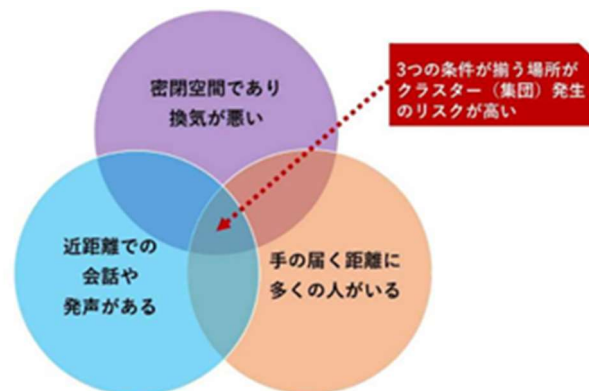 密閉空間であり
換気が悪い
3つの条件が揃う場所が
クラスター（集団）発生
のリスクが高い
近距離での
会話や
発声がある
手の届く距離に
多くの人がいる